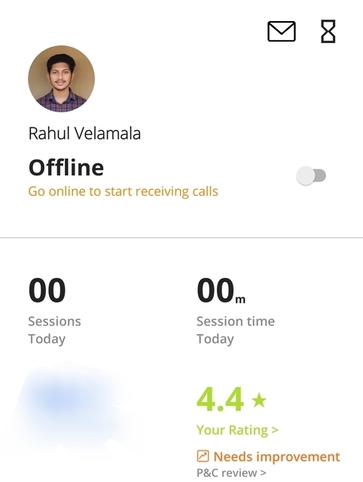 Rahul Velamala
Offline
Go online to start receiving calls
00
Sessions
Today
00m
Session time
Today
4.4 ★
Your Rating >
Needs improvement
P&C review >